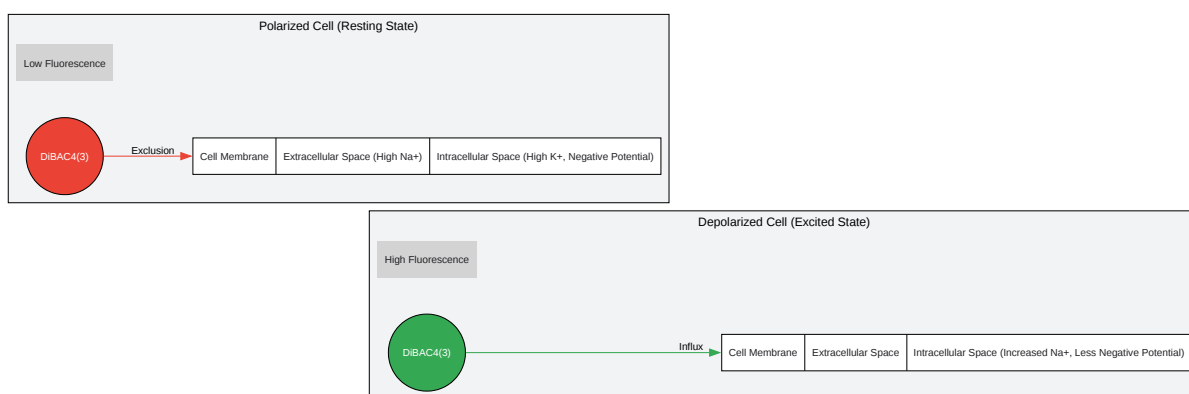 Polarized Cell (Resting State)
Low Fluorescence
DiBAC4(3)
Exclusion
Cell Membrane
Extracellular Space (High Na+)
Intracellular Space (High K+, Negative Potential)
Depolarized Cell (Excited State)
High Fluorescence
DiBAC4(3)
Influx
Cell Membrane
Extracellular Space
Intracellular Space (Increased Na+, Less Negative Potential)